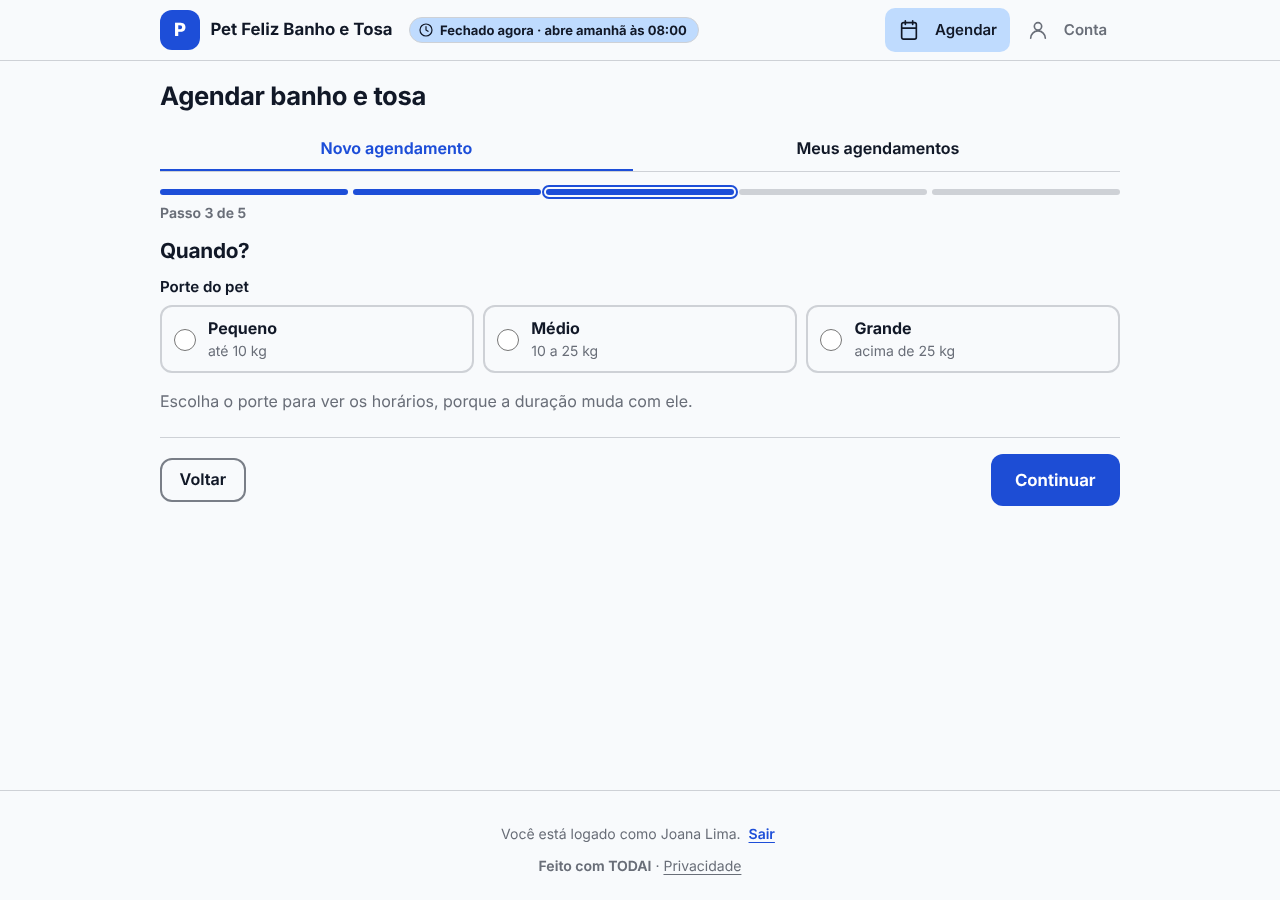 P
Pet Feliz Banho e Tosa
Fechado agora · abre amanhã às 08:00
Agendar
Conta
Agendar banho e tosa
Novo agendamento
Meus agendamentos
Passo 3 de 5
Quando?
Porte do pet
Pequeno
até 10 kg
Médio
10 a 25 kg
Grande
acima de 25 kg
Escolha o porte para ver os horários, porque a duração muda com ele.
Voltar
Continuar
Você está logado como Joana Lima. Sair
Feito com TODAI · Privacidade